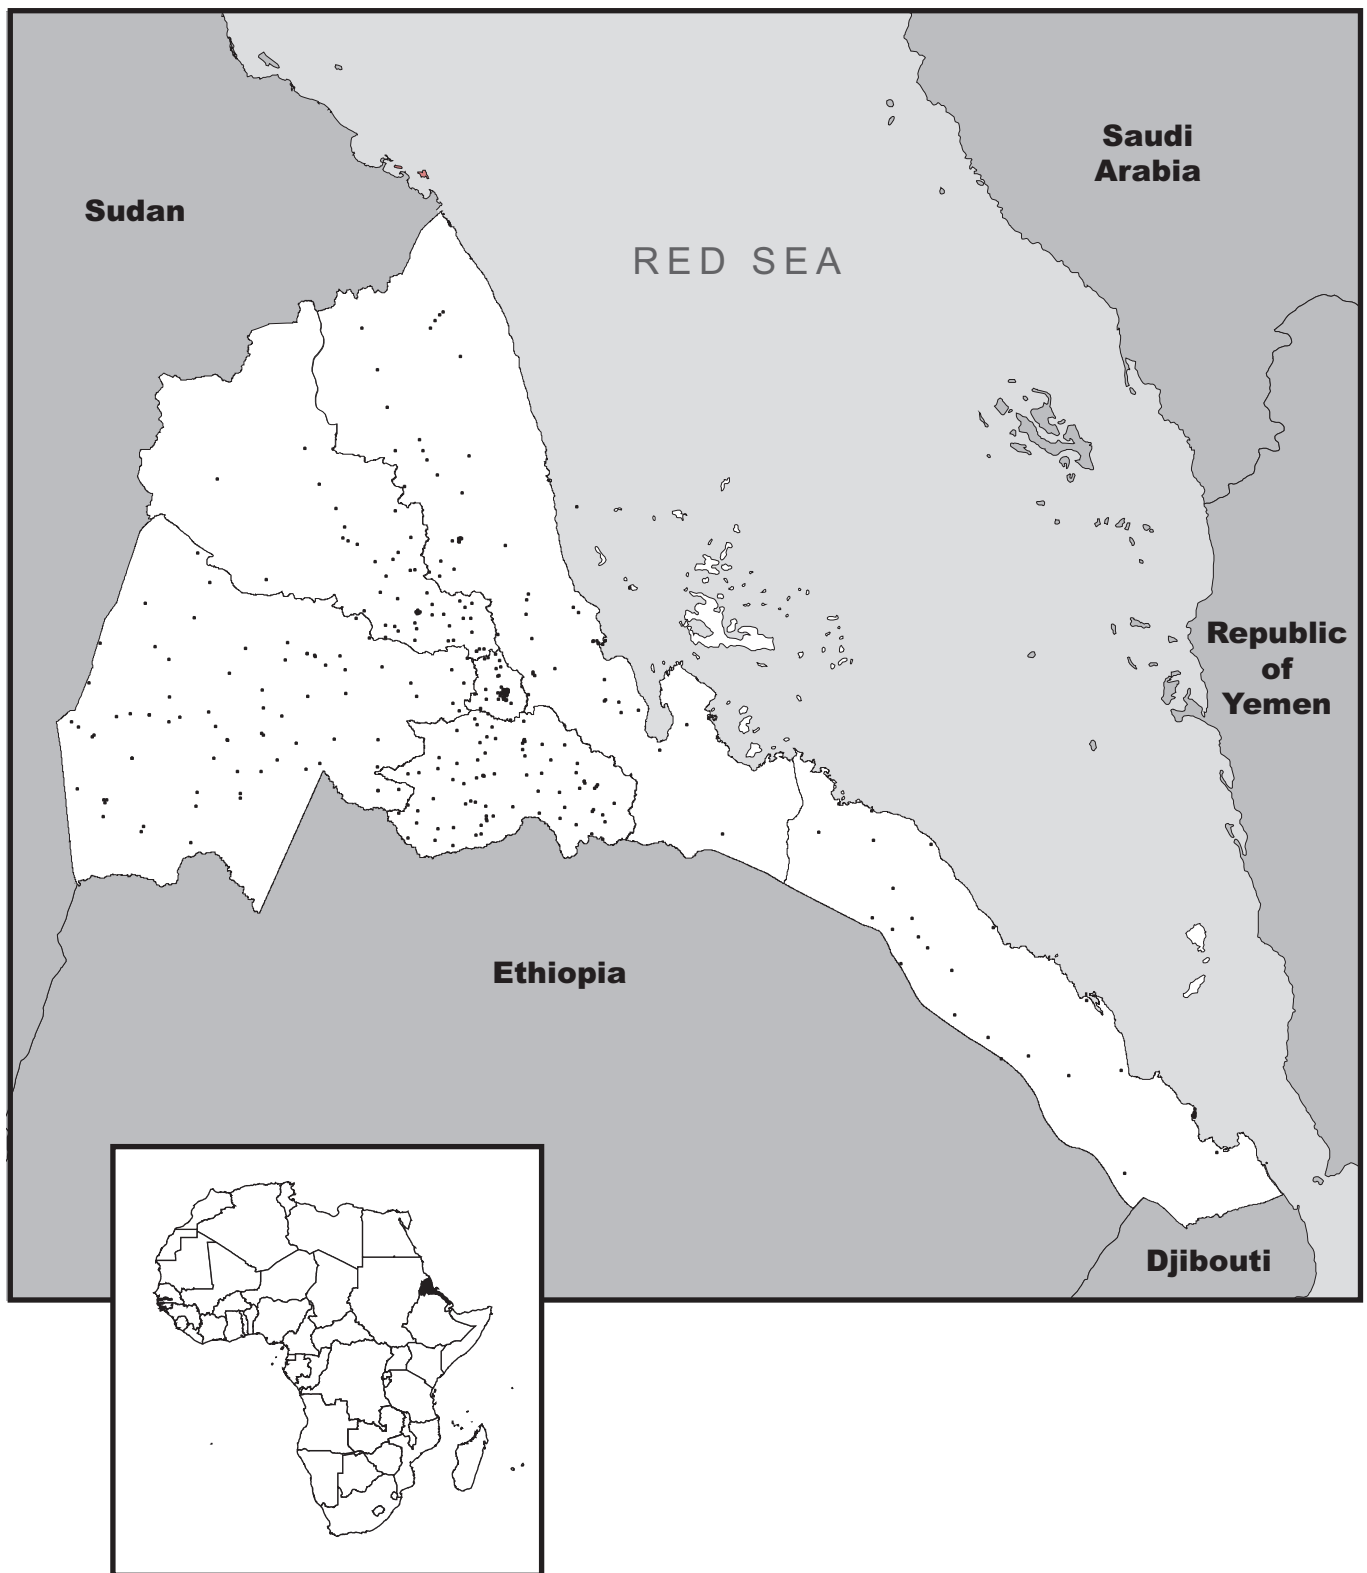 Saudi
Arabia
Sudan
RED SEA
Republic
of
Yemen
Ethiopia
Djibouti